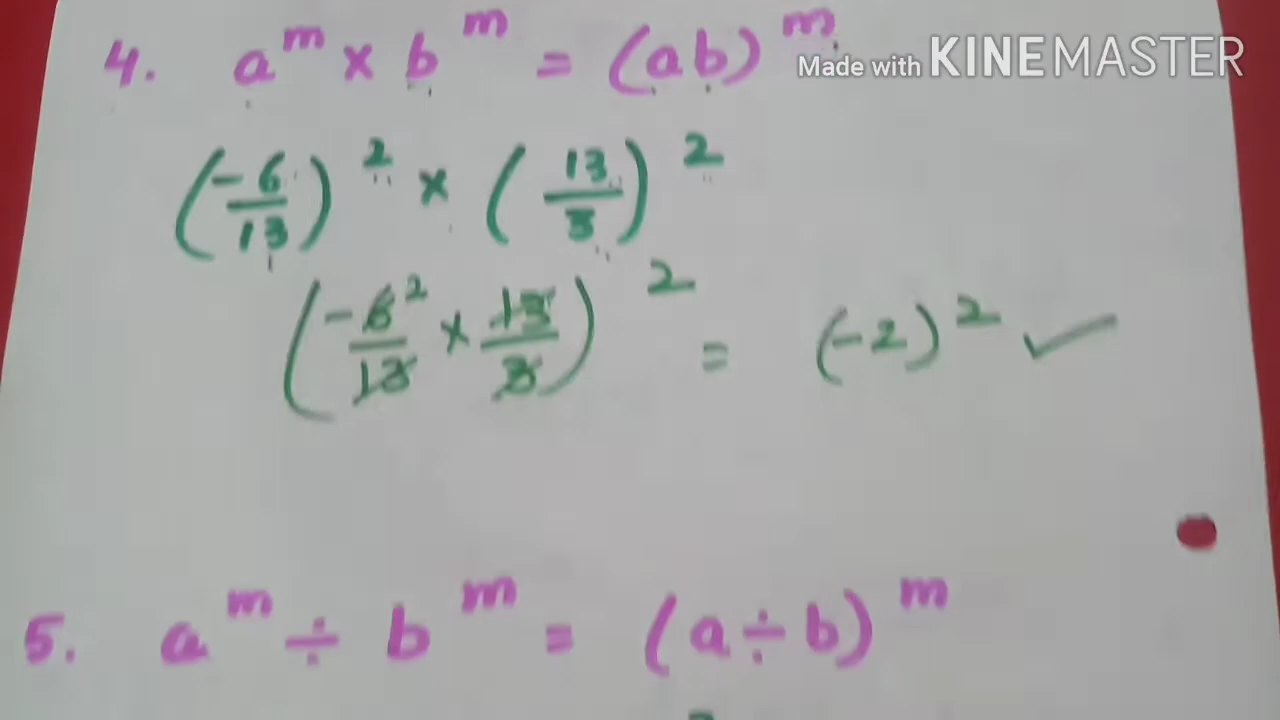 4. a^m × b^m = (ab)^m
Made with KINEMASTER
(-6/13)^2 × (13/3)^2
(-6^2/13 × 13/3)^2 = (-2)^2 ✓
5. a^m ÷ b^m = (a ÷ b)^m